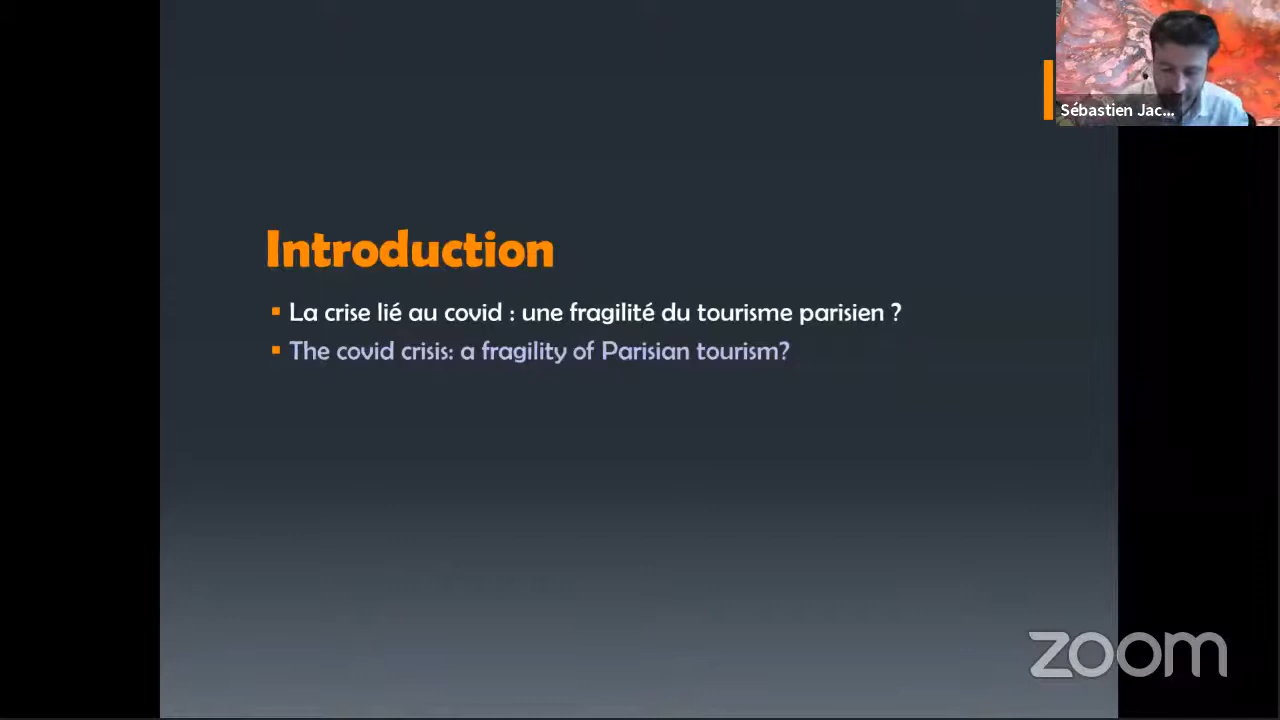 Sébastien Jac...
Introduction
La crise lié au covid : une fragilité du tourisme parisien ?
The covid crisis: a fragility of Parisian tourism?
zoom